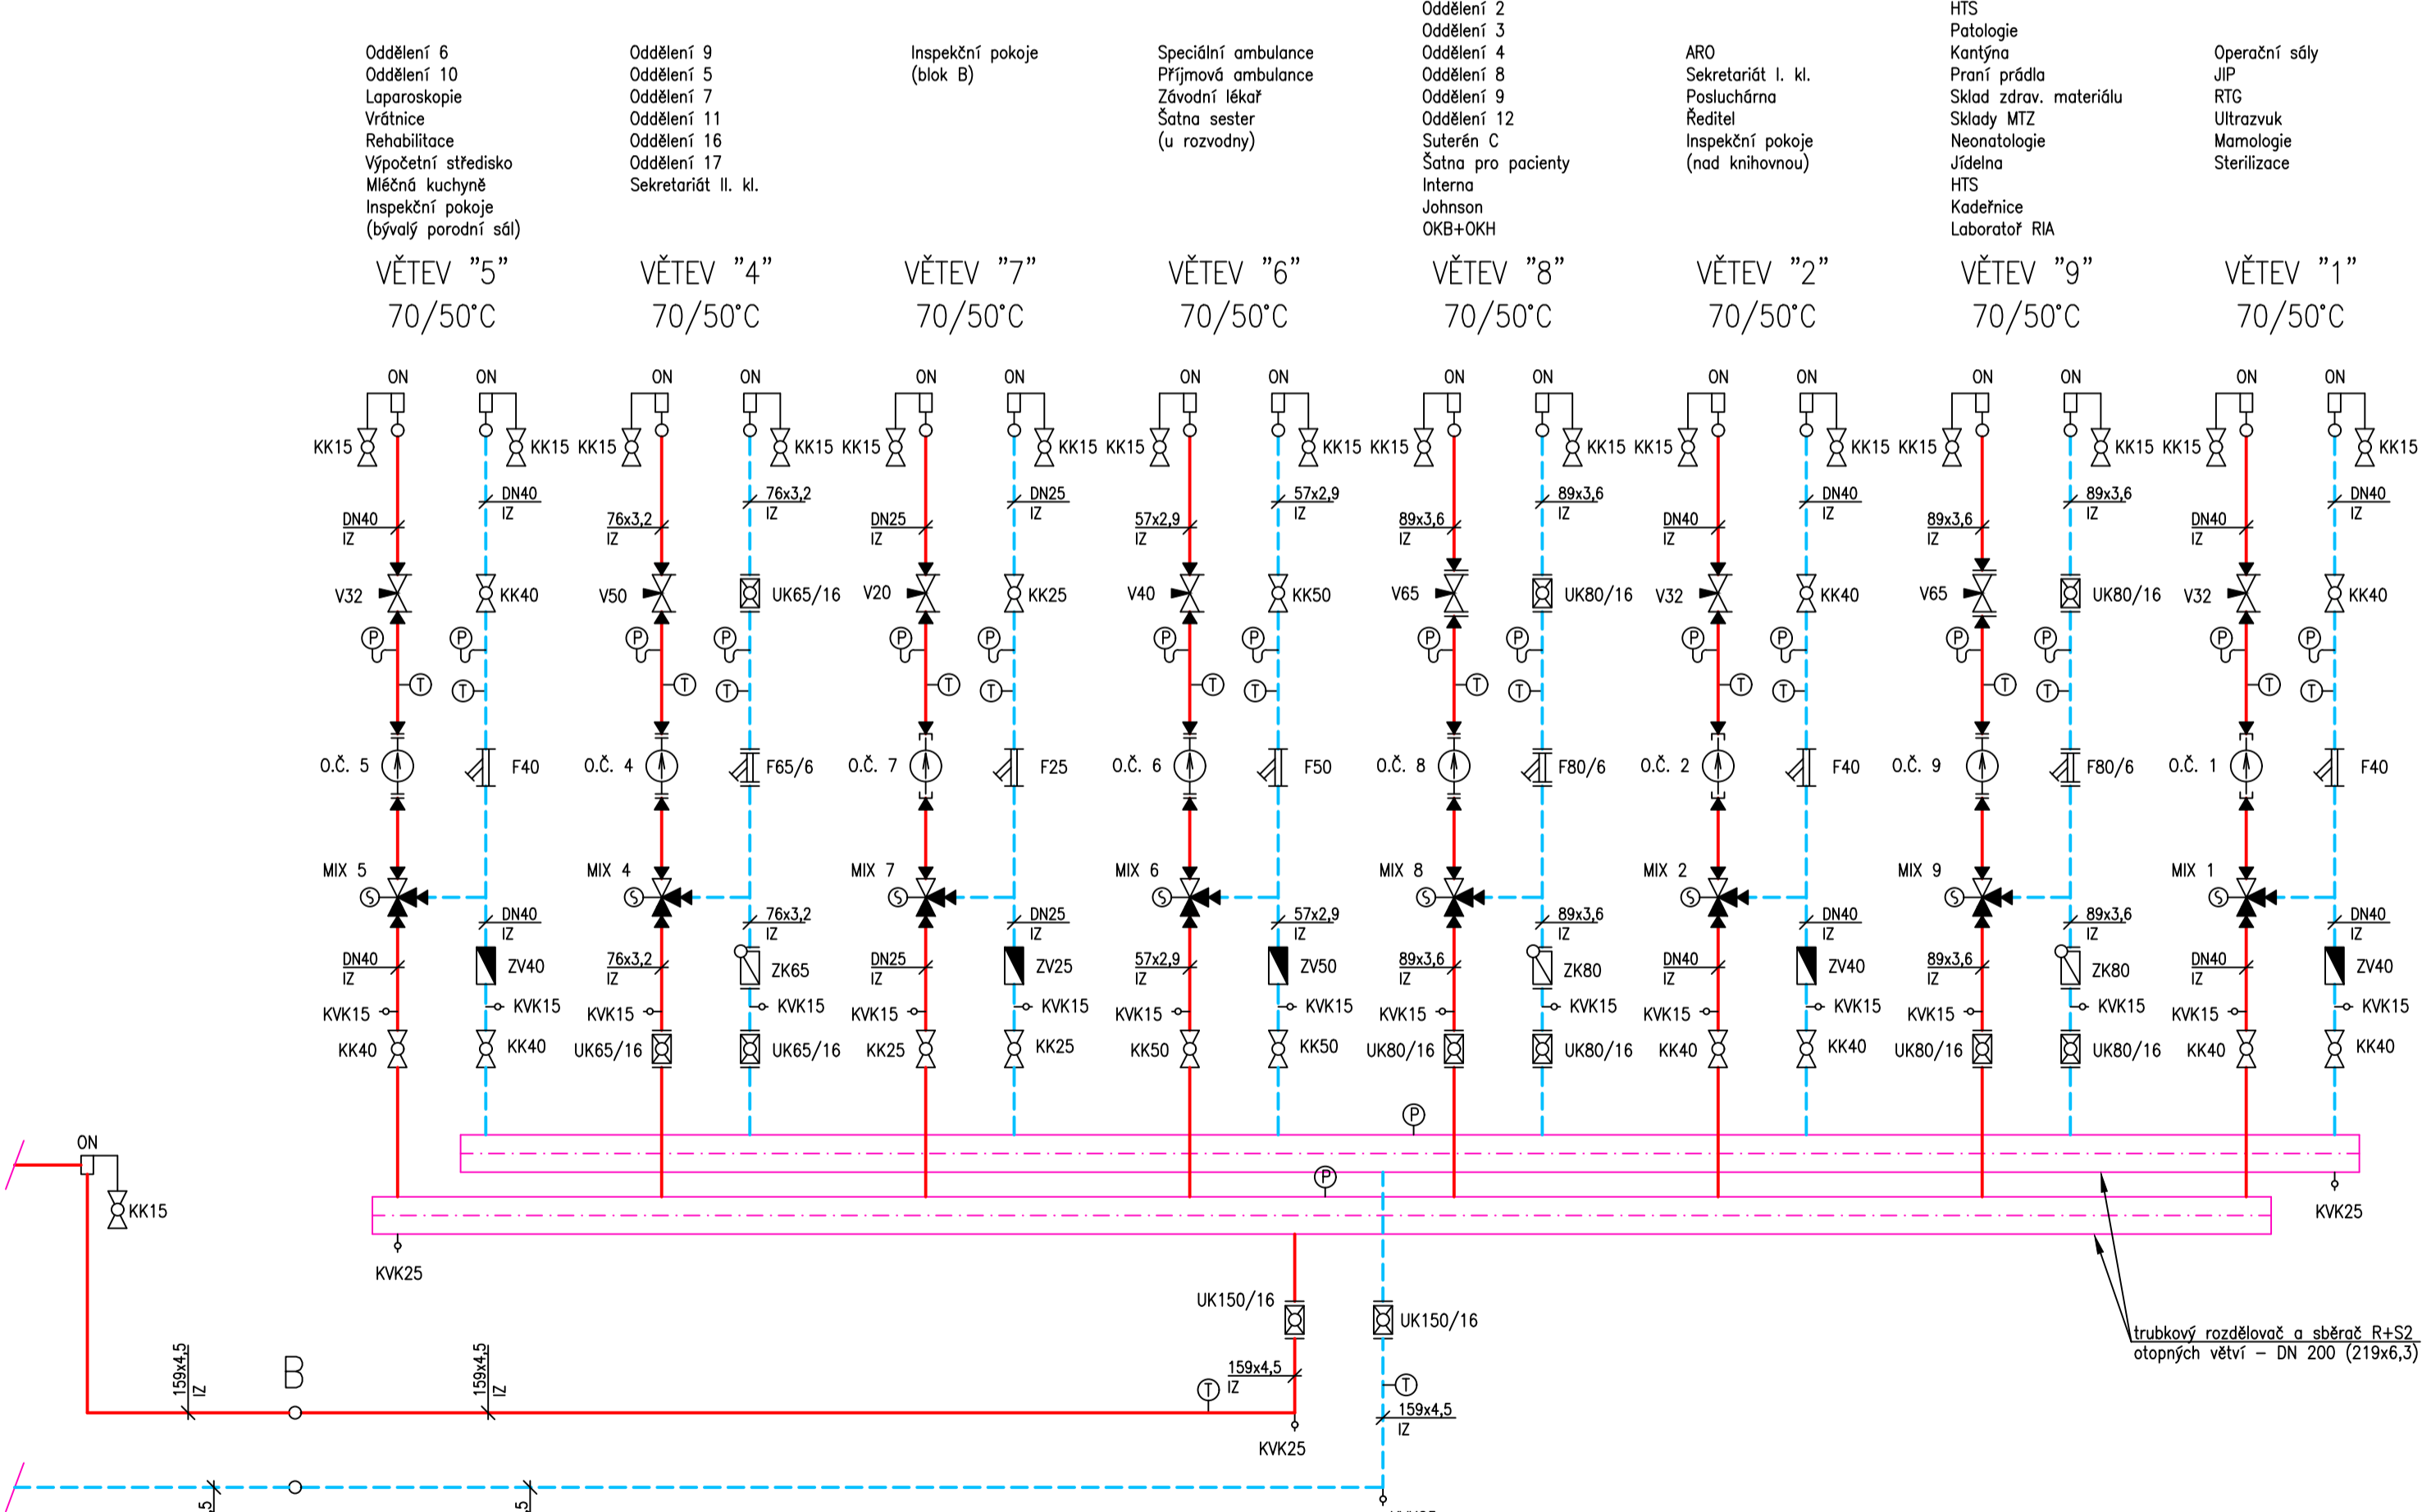 Oddělení 6
Oddělení 10
Laparoskopie
Vrátnice
Rehabilitace
Výpočetní středisko
Mléčná kuchyně
Inspekční pokoje
(bývalý porodní sál)
VĚTEV "5"
70/50°C
Oddělení 9
Oddělení 5
Oddělení 7
Oddělení 11
Oddělení 16
Oddělení 17
Sekretariát II. kl.
VĚTEV "4"
70/50°C
Inspekční pokoje
(blok B)
VĚTEV "7"
70/50°C
Speciální ambulance
Příjmová ambulance
Závodní lékař
Šatna sester
(u rozvodny)
VĚTEV "6"
70/50°C
Oddělení 2
Oddělení 3
Oddělení 4
Oddělení 8
Oddělení 9
Oddělení 12
Suterén C
Šatna pro pacienty
Interna
Johnson
OKB+OKH
VĚTEV "8"
70/50°C
ARO
Sekretariát I. kl.
Posluchárna
Ředitel
Inspekční pokoje
(nad knihovnou)
VĚTEV "2"
70/50°C
HTS
Patologie
Kantýna
Praní prádla
Sklad zdrav. materiálu
Sklady MTZ
Neonatologie
Jídelna
HTS
Kadeřnice
Laboratoř RIA
VĚTEV "9"
70/50°C
Operační sály
JIP
RTG
Ultrazvuk
Mamologie
Sterilizace
VĚTEV "1"
70/50°C
ON ON ON ON ON ON ON ON ON ON ON ON ON ON ON ON
KK15 KK15 KK15 KK15 KK15 KK15 KK15 KK15 KK15 KK15 KK15 KK15 KK15 KK15 KK15 KK15
DN40 76x3,2 DN25 57x2,9 89x3,6 DN40 89x3,6 DN40
IZ IZ IZ IZ IZ IZ IZ IZ
DN40 76x3,2 DN25 57x2,9 89x3,6 DN40 89x3,6 DN40
IZ IZ IZ IZ IZ IZ IZ IZ
V32 KK40 V50 UK65/16 V20 KK25 V40 KK50 V65 UK80/16 V32 KK40 V65 UK80/16 V32 KK40
P P P P P P P P P P P P P P P P
T T T T T T T T T T T T T T T T
O.Č. 5 F40 O.Č. 4 F65/6 O.Č. 7 F25 O.Č. 6 F50 O.Č. 8 F80/6 O.Č. 2 F40 O.Č. 9 F80/6 O.Č. 1 F40
MIX 5 MIX 4 MIX 7 MIX 6 MIX 8 MIX 2 MIX 9 MIX 1
S S S S S S S S
DN40 76x3,2 DN25 57x2,9 89x3,6 DN40 89x3,6 DN40
IZ IZ IZ IZ IZ IZ IZ IZ
DN40 ZV40 76x3,2 ZK65 DN25 ZV25 57x2,9 ZV50 89x3,6 ZK80 DN40 ZV40 89x3,6 ZK80 DN40 ZV40
IZ IZ IZ IZ IZ IZ IZ IZ
KVK15 KVK15 KVK15 KVK15 KVK15 KVK15 KVK15 KVK15 KVK15 KVK15 KVK15 KVK15 KVK15 KVK15 KVK15 KVK15
KK40 KK40 UK65/16 UK65/16 KK25 KK25 KK50 KK50 UK80/16 UK80/16 KK40 KK40 UK80/16 UK80/16 KK40 KK40
P
ON
P
KK15
KVK25
KVK25
UK150/16
UK150/16
trubkový rozdělovač a sběrač R+S2
otopných větví – DN 200 (219x6,3)
159x4,5
IZ
B
159x4,5
IZ
T
159x4,5
IZ
T
159x4,5
IZ
KVK25